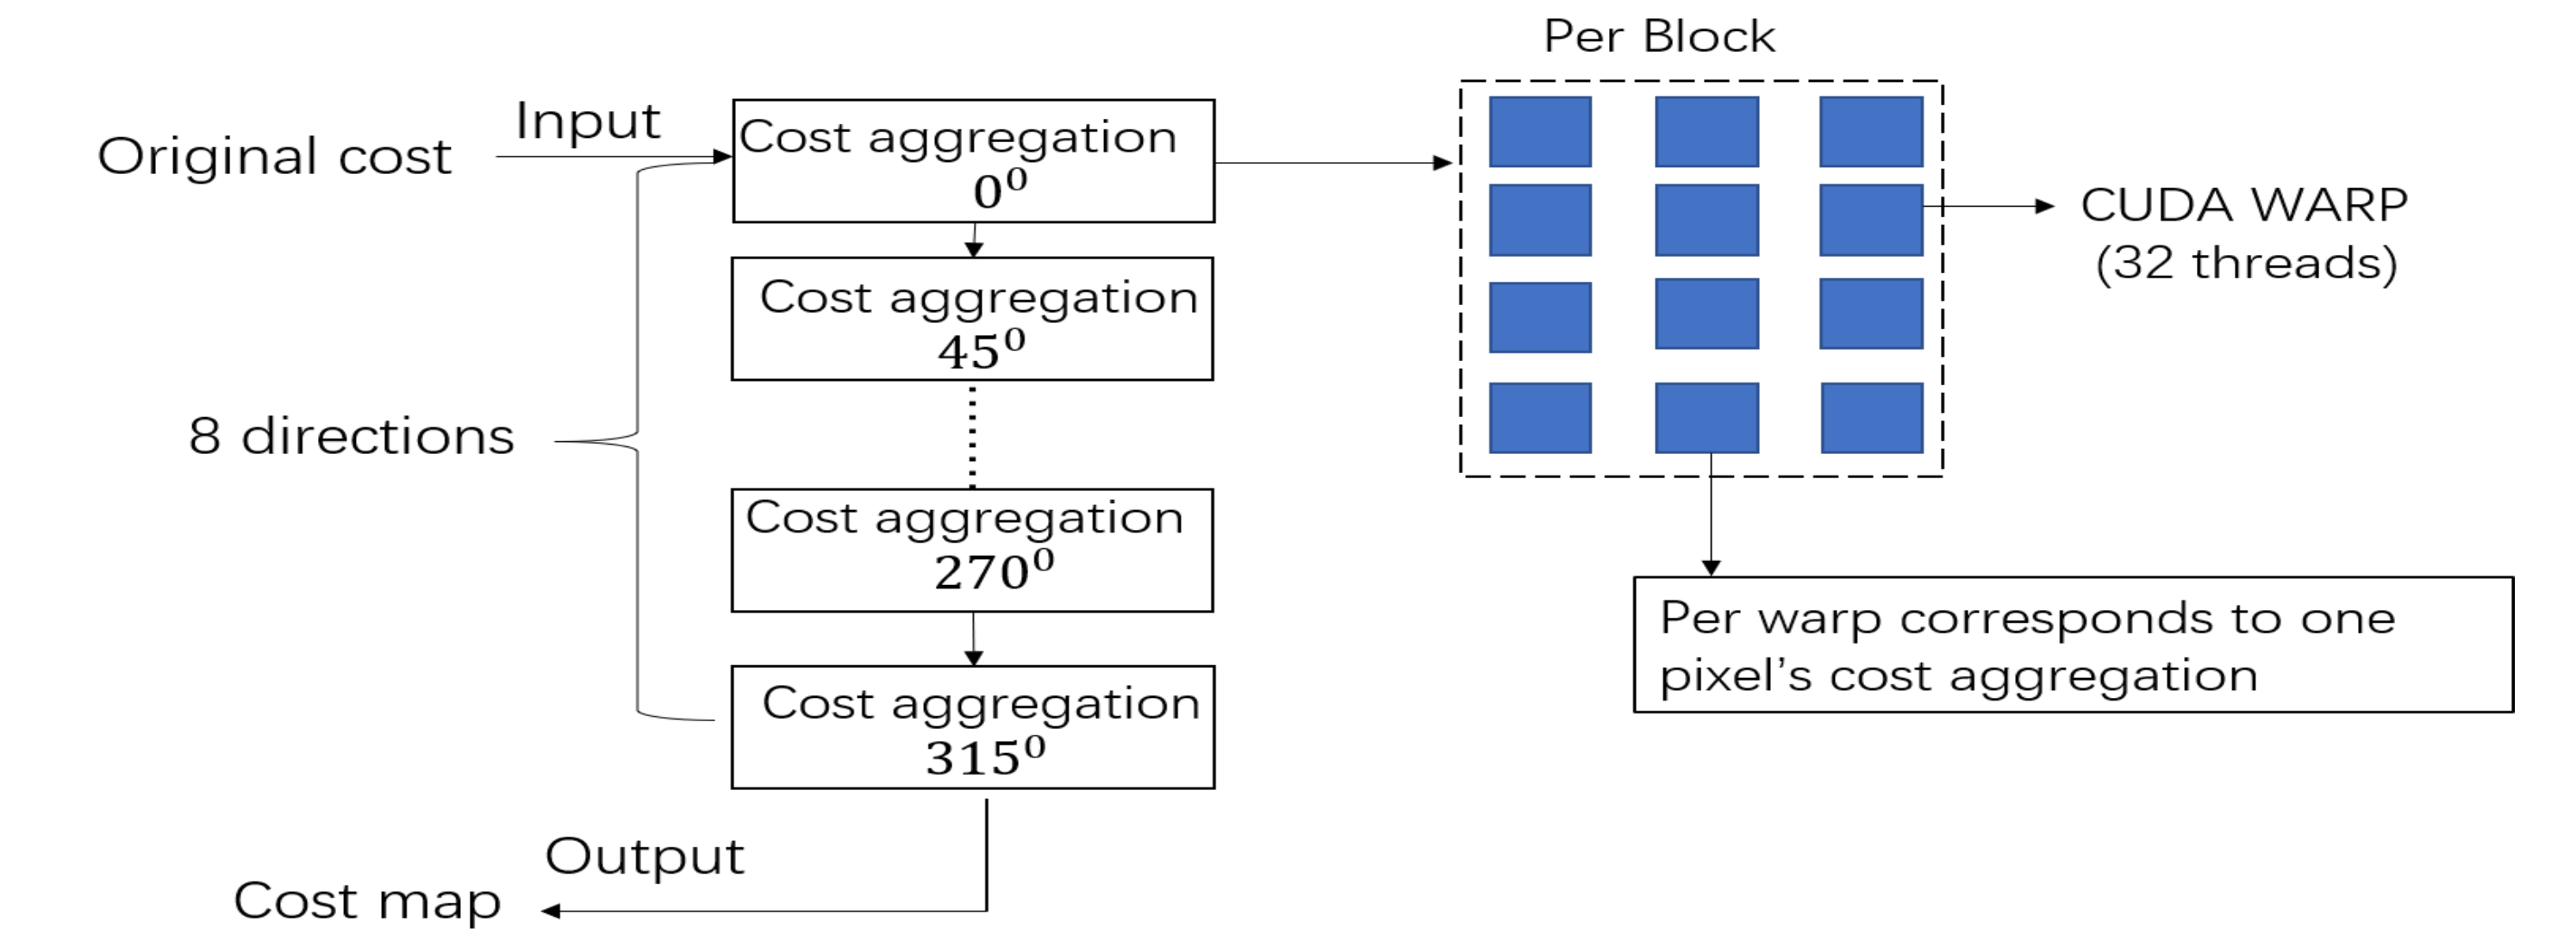 Per Block
Input
Original cost
Cost aggregation
0⁰
CUDA WARP
(32 threads)
Cost aggregation
45⁰
8 directions
Cost aggregation
270⁰
Per warp corresponds to one
pixel’s cost aggregation
Cost aggregation
315⁰
Output
Cost map